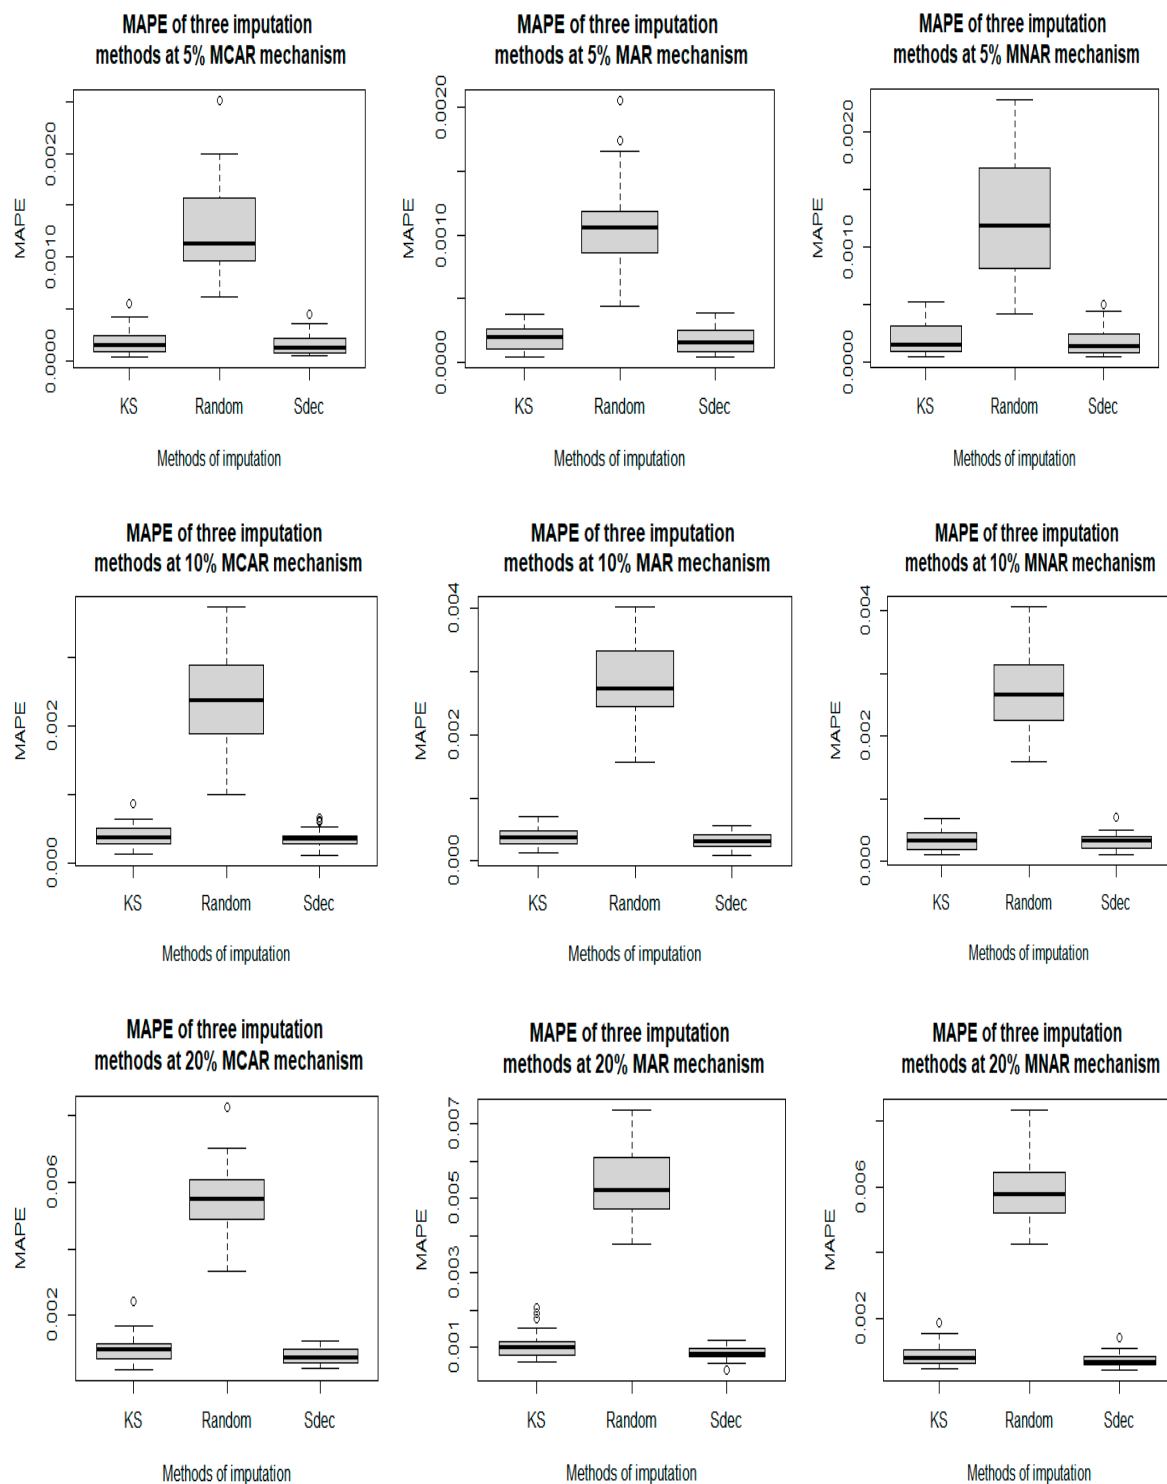 MAPE of three imputation
methods at 5% MCAR mechanism
MAPE
0.0000 0.0010 0.0020
KS Random Sdec
Methods of imputation
MAPE of three imputation
methods at 5% MAR mechanism
MAPE
0.0000 0.0010 0.0020
KS Random Sdec
Methods of imputation
MAPE of three imputation
methods at 5% MNAR mechanism
MAPE
0.0000 0.0010 0.0020
KS Random Sdec
Methods of imputation
MAPE of three imputation
methods at 10% MCAR mechanism
MAPE
0.000 0.002
KS Random Sdec
Methods of imputation
MAPE of three imputation
methods at 10% MAR mechanism
MAPE
0.000 0.002 0.004
KS Random Sdec
Methods of imputation
MAPE of three imputation
methods at 10% MNAR mechanism
MAPE
0.000 0.002 0.004
KS Random Sdec
Methods of imputation
MAPE of three imputation
methods at 20% MCAR mechanism
MAPE
0.002 0.006
KS Random Sdec
Methods of imputation
MAPE of three imputation
methods at 20% MAR mechanism
MAPE
0.001 0.003 0.005 0.007
KS Random Sdec
Methods of imputation
MAPE of three imputation
methods at 20% MNAR mechanism
MAPE
0.002 0.006
KS Random Sdec
Methods of imputation